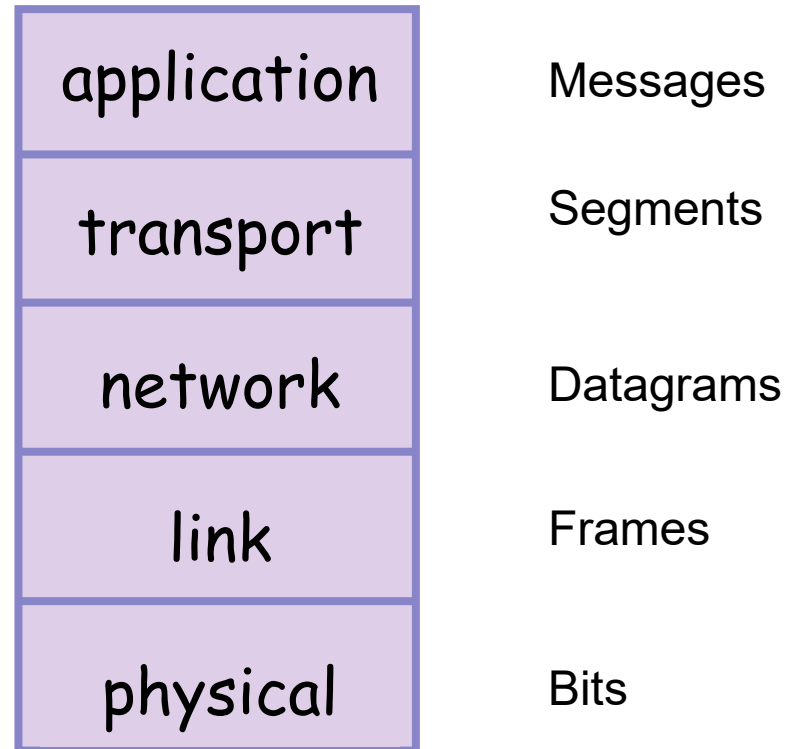 application
Messages
transport
Segments
network
Datagrams
link
Frames
physical
Bits